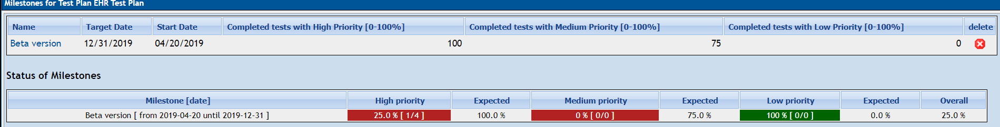 Milestones for Test Plan EHR Test Plan
Name Target Date Start Date Completed tests with High Priority [0-100%] Completed tests with Medium Priority [0-100%] Completed tests with Low Priority [0-100%] delete
Beta version 12/31/2019 04/20/2019 100 75 0
Status of Milestones
Milestone [date] High priority Expected Medium priority Expected Low priority Expected Overall
Beta version [ from 2019-04-20 until 2019-12-31 ] 25.0 % [ 1/4 ] 100.0 % 0 % [ 0/0 ] 75.0 % 100 % [ 0/0 ] 0.0 % 25.0 %